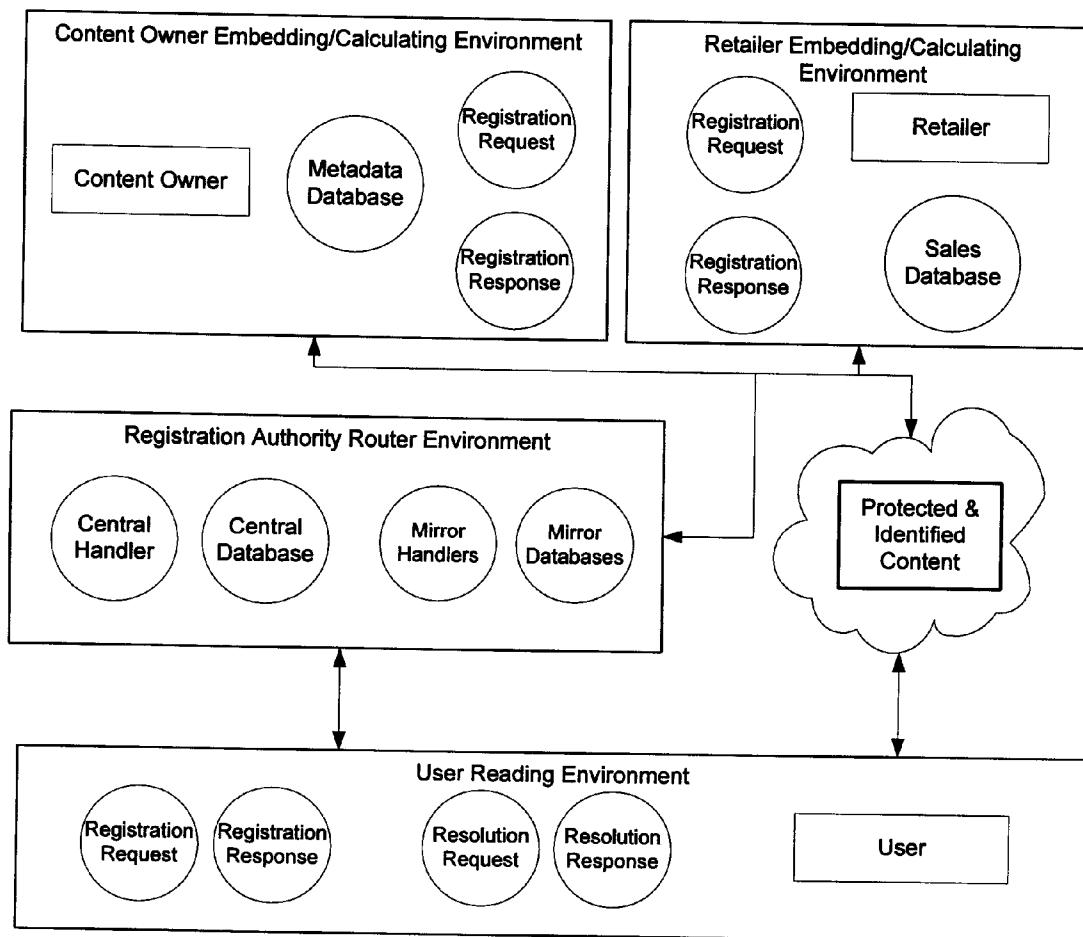 Content Owner Embedding/Calculating Environment
Content Owner
Metadata
Database
Registration
Request
Registration
Response
Retailer Embedding/Calculating
Environment
Registration
Request
Retailer
Registration
Response
Sales
Database
Registration Authority Router Environment
Central
Handler
Central
Database
Mirror
Handlers
Mirror
Databases
Protected &
Identified
Content
User Reading Environment
Registration
Request
Registration
Response
Resolution
Request
Resolution
Response
User